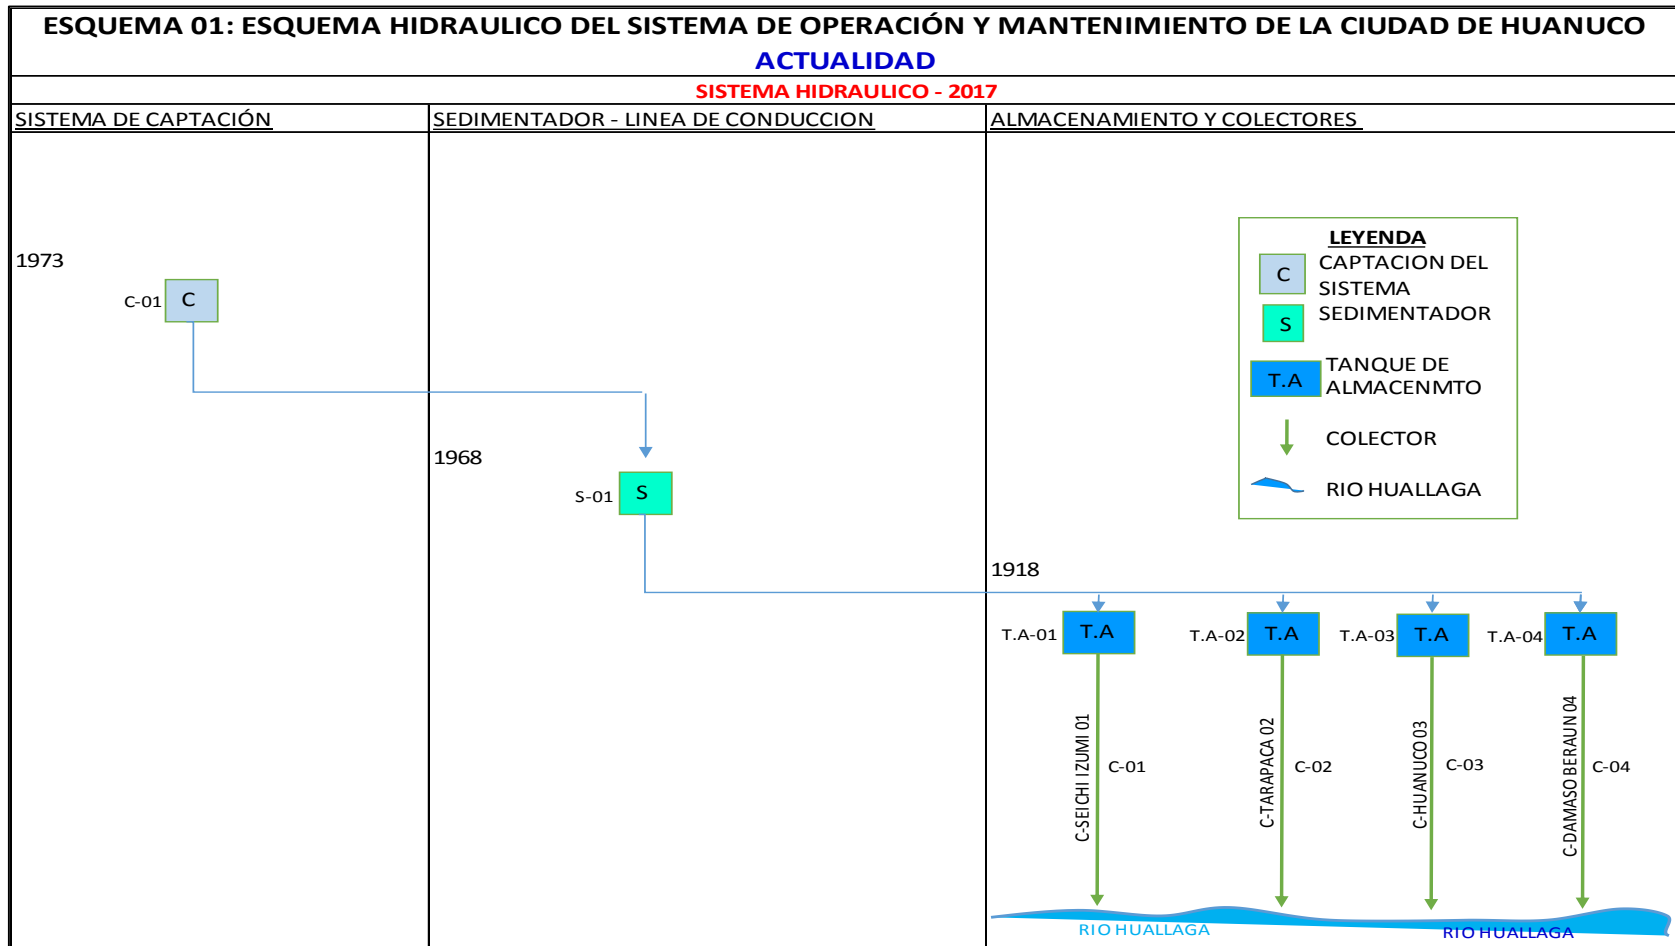 ESQUEMA 01: ESQUEMA HIDRAULICO DEL SISTEMA DE OPERACIÓN Y MANTENIMIENTO DE LA CIUDAD DE HUANUCO
ACTUALIDAD
SISTEMA HIDRAULICO - 2017
SISTEMA DE CAPTACIÓN
SEDIMENTADOR - LINEA DE CONDUCCION
ALMACENAMIENTO Y COLECTORES
1973
C-01
C
1968
S-01
S
LEYENDA
C
CAPTACION DEL
SISTEMA
S
SEDIMENTADOR
T.A
TANQUE DE
ALMACENMTO
COLECTOR
RIO HUALLAGA
1918
T.A-01
T.A
T.A-02
T.A
T.A-03
T.A
T.A-04
T.A
C-SEICHI IZUMI 01
C-01
C-TARAPACA 02
C-02
C-HUANUCO 03
C-03
C-DAMASO BERAUN 04
C-04
RIO HUALLAGA
RIO HUALLAGA